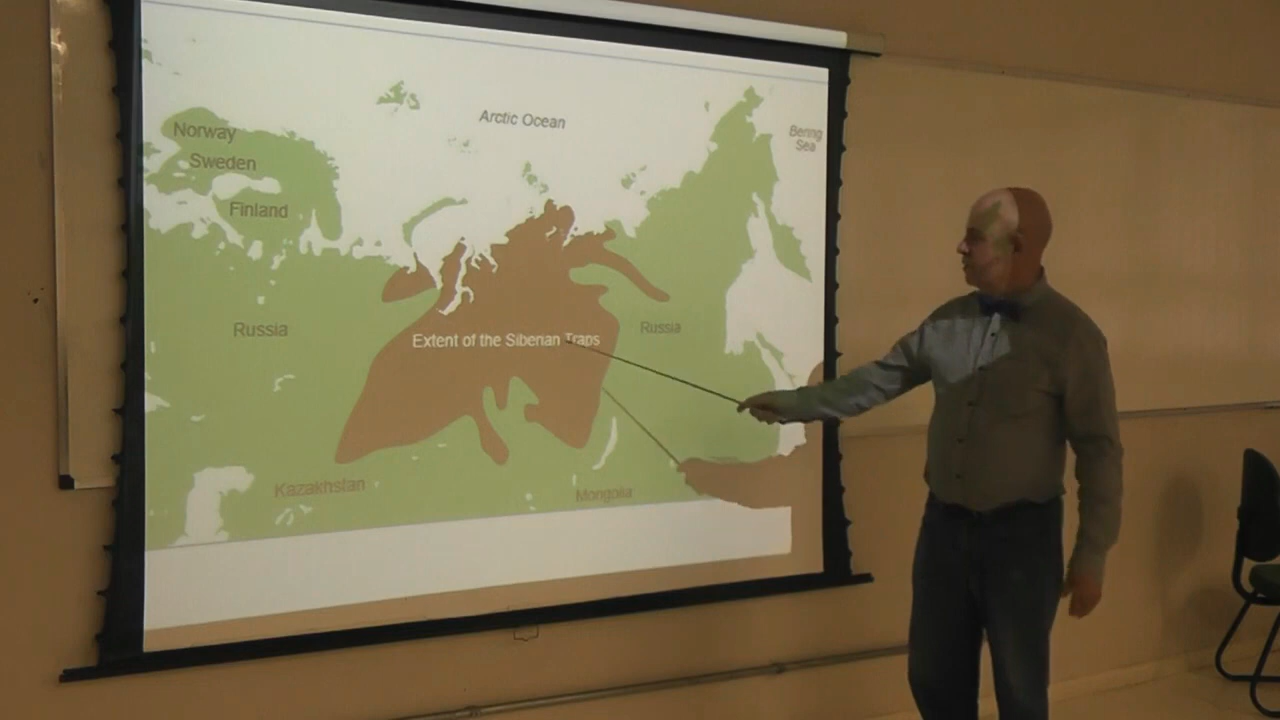 Arctic Ocean
Bering
Sea
Norway
Sweden
Finland
Russia
Extent of the Siberian Traps
Russia
Kazakhstan
Mongolia